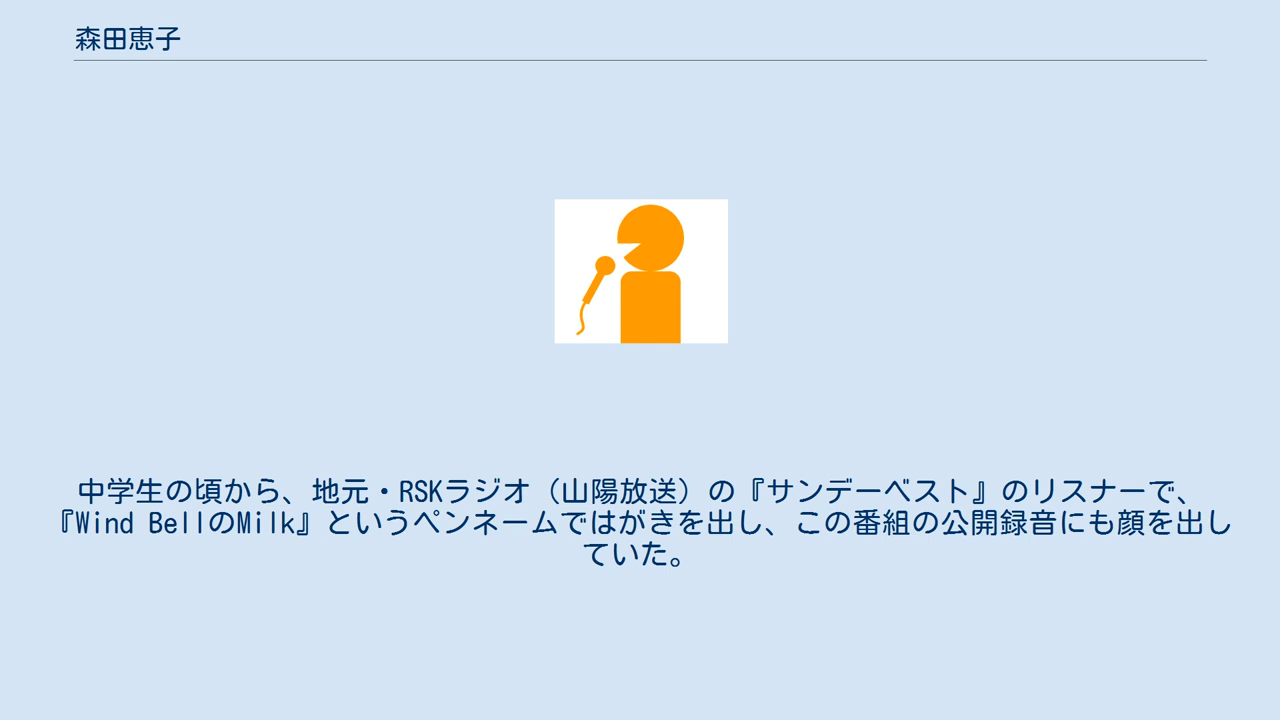 森田恵子
中学生の頃から、地元・RSKラジオ（山陽放送）の『サンデーベスト』のリスナーで、
『Wind BellのMilk』というペンネームではがきを出し、この番組の公開録音にも顔を出し
ていた。